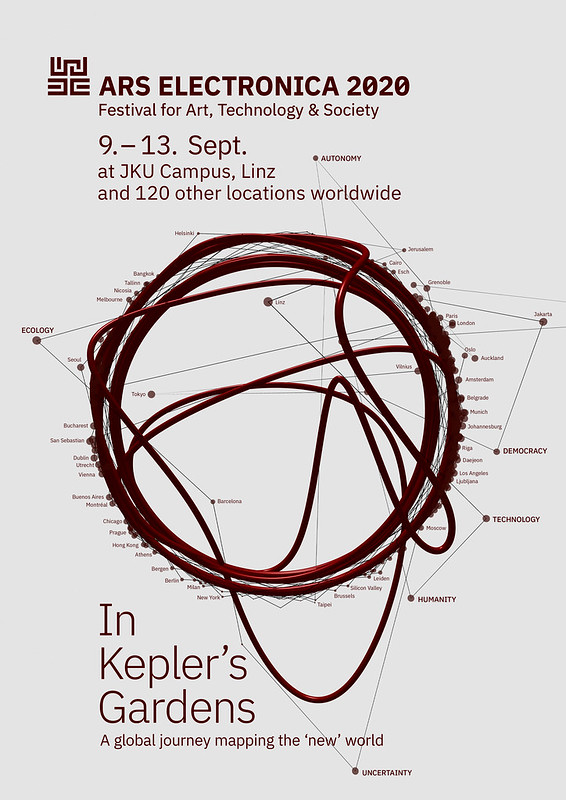 ARS ELECTRONICA 2020
Festival for Art, Technology & Society
9. – 13. Sept.
at JKU Campus, Linz
and 120 other locations worldwide
AUTONOMY
Helsinki
Jerusalem
Cairo
Esch
Bangkok
Tallinn
Grenoble
Nicosia
Melbourne
Linz
Paris
Jakarta
London
ECOLOGY
Oslo
Auckland
Seoul
Vilnius
Amsterdam
Tokyo
Belgrade
Munich
Bucharest
Johannesburg
San Sebastian
Riga
DEMOCRACY
Dublin
Daejeon
Utrecht
Vienna
Los Angeles
Ljubljana
Buenos Aires
Barcelona
Montréal
Chicago
TECHNOLOGY
Moscow
Prague
Hong Kong
Athens
Bergen
Berlin
Leiden
Milan
Silicon Valley
New York
Brussels
HUMANITY
Taipei
In
Kepler’s
Gardens
A global journey mapping the ‘new’ world
UNCERTAINTY